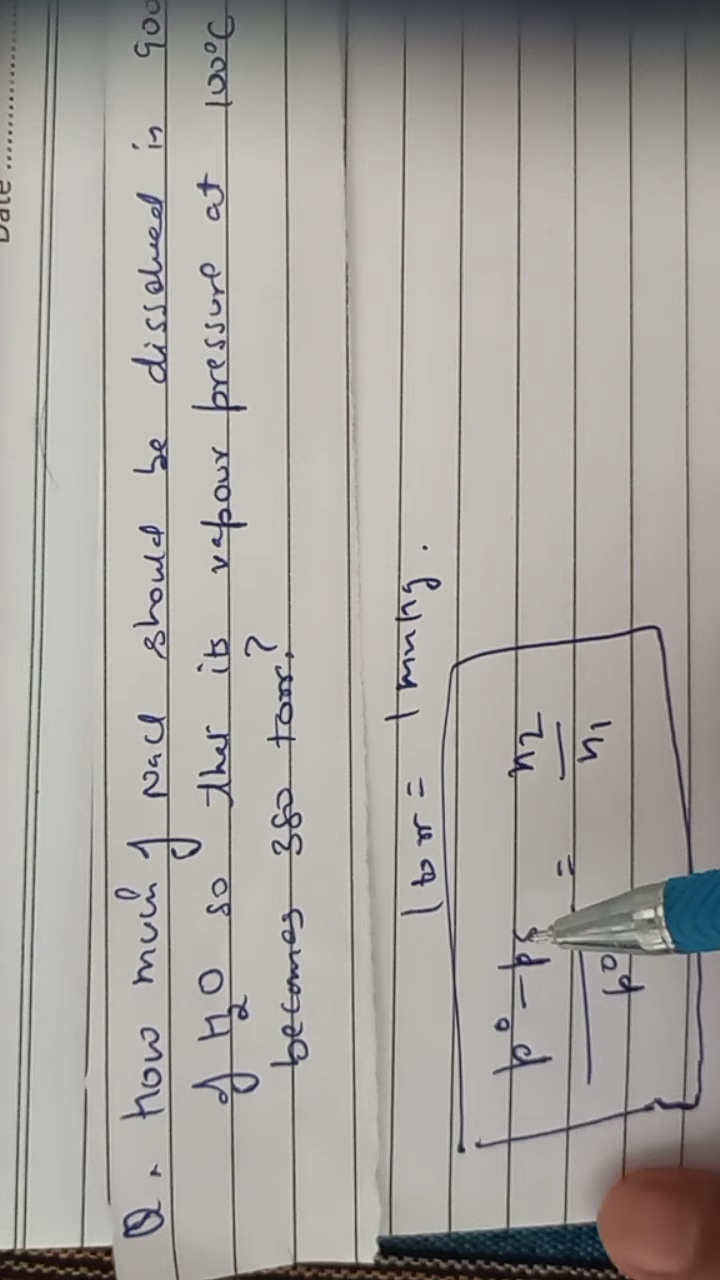 Date ..............
Q. How much of NaCl should be dissolved in 900
of H2O so that its vapour pressure at 100°C
becomes 380 torr?
1 torr = 1 mmHg.
p° - ps / p° = n2 / n1